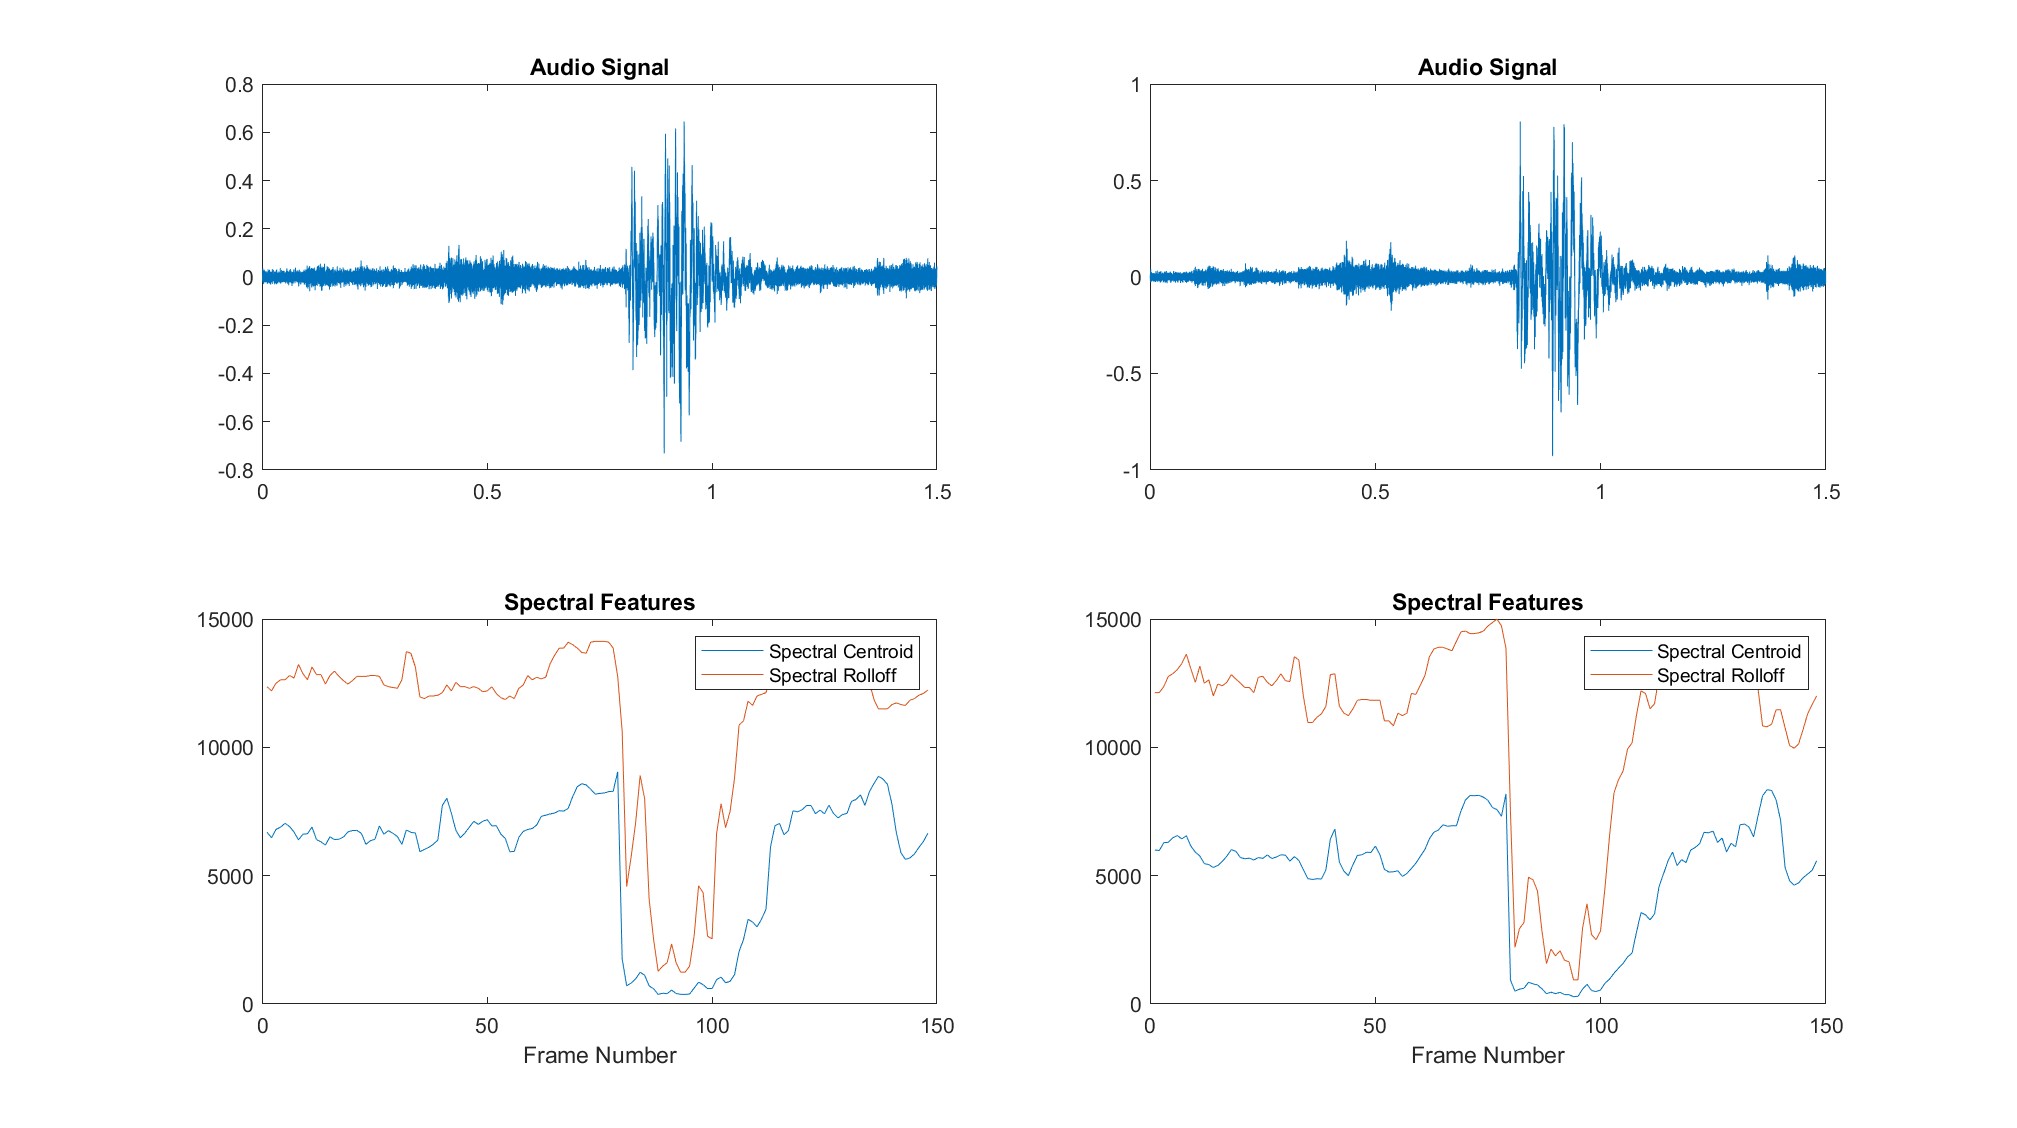 Audio Signal
0.8
0.6
0.4
0.2
0
-0.2
-0.4
-0.6
-0.8
0 0.5 1 1.5
Audio Signal
1
0.5
0
-0.5
-1
0 0.5 1 1.5
Spectral Features
15000
10000
5000
0
Spectral Centroid
Spectral Rolloff
0 50 100 150
Frame Number
Spectral Features
15000
10000
5000
0
Spectral Centroid
Spectral Rolloff
0 50 100 150
Frame Number